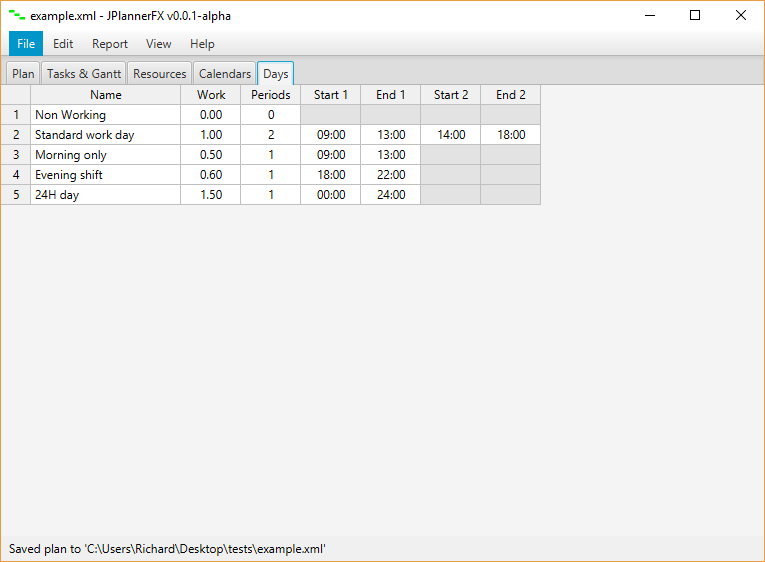 example.xml - JPlannerFX v0.0.1-alpha
File Edit Report View Help
Plan Tasks & Gantt Resources Calendars Days
Name Work Periods Start 1 End 1 Start 2 End 2
1 Non Working 0.00 0
2 Standard work day 1.00 2 09:00 13:00 14:00 18:00
3 Morning only 0.50 1 09:00 13:00
4 Evening shift 0.60 1 18:00 22:00
5 24H day 1.50 1 00:00 24:00
Saved plan to 'C:\Users\Richard\Desktop\tests\example.xml'